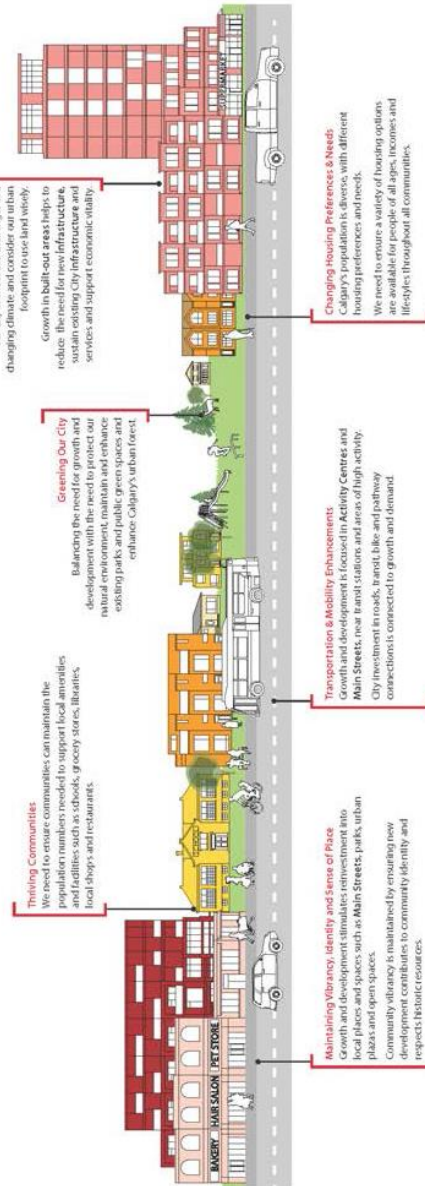 Thriving Communities
We need to ensure communities can maintain the
population numbers needed to support local amenities
and facilities such as schools, grocery stores, libraries,
local shops and restaurants.
Greening Our City
Balancing the need for growth and
development with the need to protect our
natural environment, maintain and enhance
existing parks and public green spaces and
enhance Calgary's urban forest.
changing climate and consider our urban
footprint to use land wisely.
Growth in built-out areas helps to
reduce the need for new infrastructure,
sustain existing City infrastructure and
services and support economic vitality.
BAKERY HAIR SALON PET STORE
SCHOOL
SUPERMARKET
Maintaining Vibrancy, Identity and Sense of Place
Growth and development stimulates reinvestment into
local places and spaces such as Main Streets, parks, urban
plazas and open spaces.
Community vibrancy is maintained by ensuring new
development contributes to community identity and
respects historic resources.
Transportation & Mobility Enhancements
Growth and development is focused in Activity Centres and
Main Streets, near transit stations and areas of high activity.
City investment in roads, transit, bike and pathway
connections is connected to growth and demand.
Changing Housing Preferences & Needs
Calgary's population is diverse, with different
housing preferences and needs.
We need to ensure a variety of housing options
are available for people of all ages, incomes and
lifestyles throughout all communities.